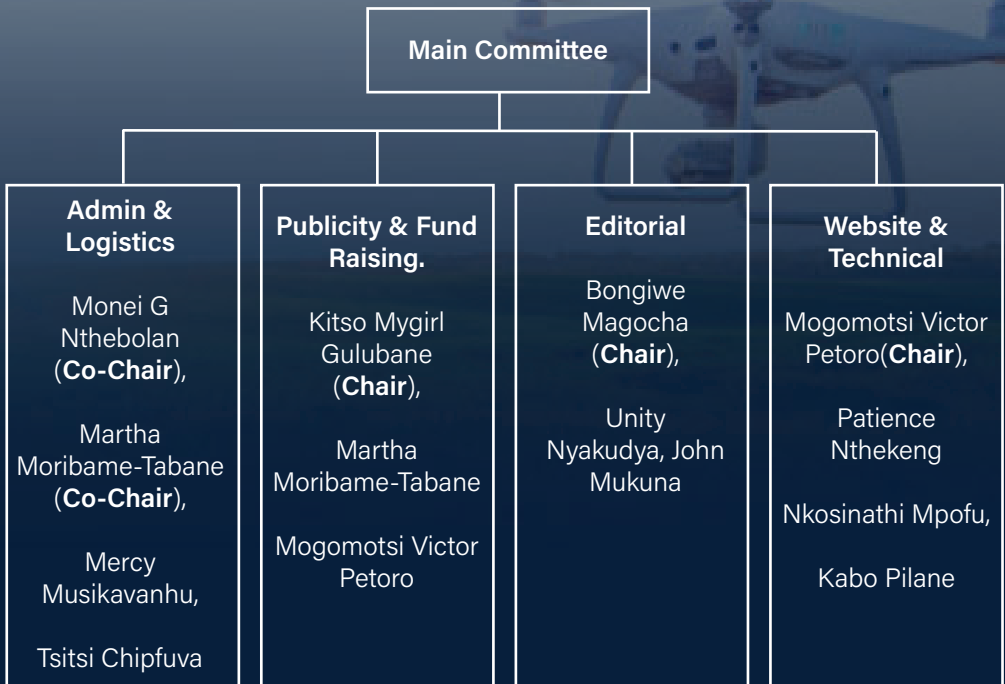 Main Committee
Admin &
Logistics
Monei G
Nthebolan
(Co-Chair),
Martha
Moribame-Tabane
(Co-Chair),
Mercy
Musikavanhu,
Tsitsi Chipfuva
Publicity & Fund
Raising.
Kitso Mygirl
Gulubane
(Chair),
Martha
Moribame-Tabane
Mogomotsi Victor
Petoro
Editorial
Bongiwe
Magocha
(Chair),
Unity
Nyakudya, John
Mukuna
Website &
Technical
Mogomotsi Victor
Petoro(Chair),
Patience
Nthekeng
Nkosinathi Mpofu,
Kabo Pilane